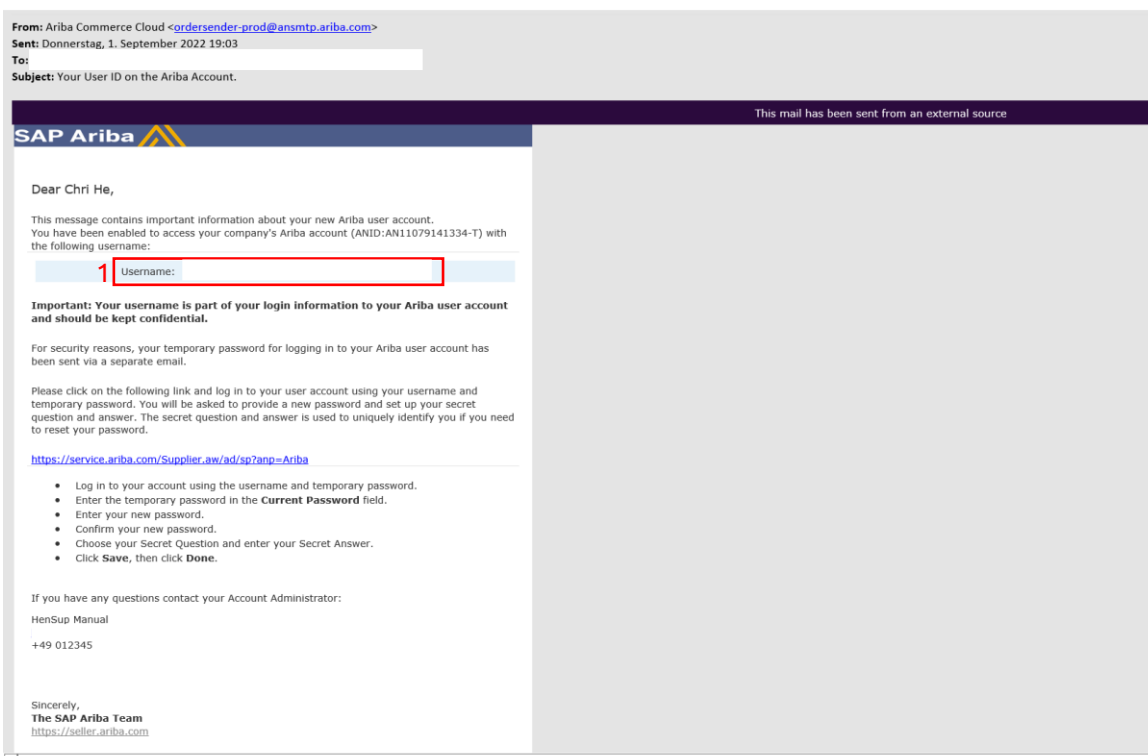 From: Ariba Commerce Cloud <ordersender-prod@ansmtp.ariba.com>
Sent: Donnerstag, 1. September 2022 19:03
To:
Subject: Your User ID on the Ariba Account.
This mail has been sent from an external source
SAP Ariba
Dear Chri He,
This message contains important information about your new Ariba user account.
You have been enabled to access your company's Ariba account (ANID:AN11079141334-T) with
the following username:
1 Username:
Important: Your username is part of your login information to your Ariba user account
and should be kept confidential.
For security reasons, your temporary password for logging in to your Ariba user account has
been sent via a separate email.
Please click on the following link and log in to your user account using your username and
temporary password. You will be asked to provide a new password and set up your secret
question and answer. The secret question and answer is used to uniquely identify you if you need
to reset your password.
https://service.ariba.com/Supplier.aw/ad/sp?anp=Ariba
• Log in to your account using the username and temporary password.
• Enter the temporary password in the Current Password field.
• Enter your new password.
• Confirm your new password.
• Choose your Secret Question and enter your Secret Answer.
• Click Save, then click Done.
If you have any questions contact your Account Administrator:
HenSup Manual
+49 012345
Sincerely,
The SAP Ariba Team
https://seller.ariba.com